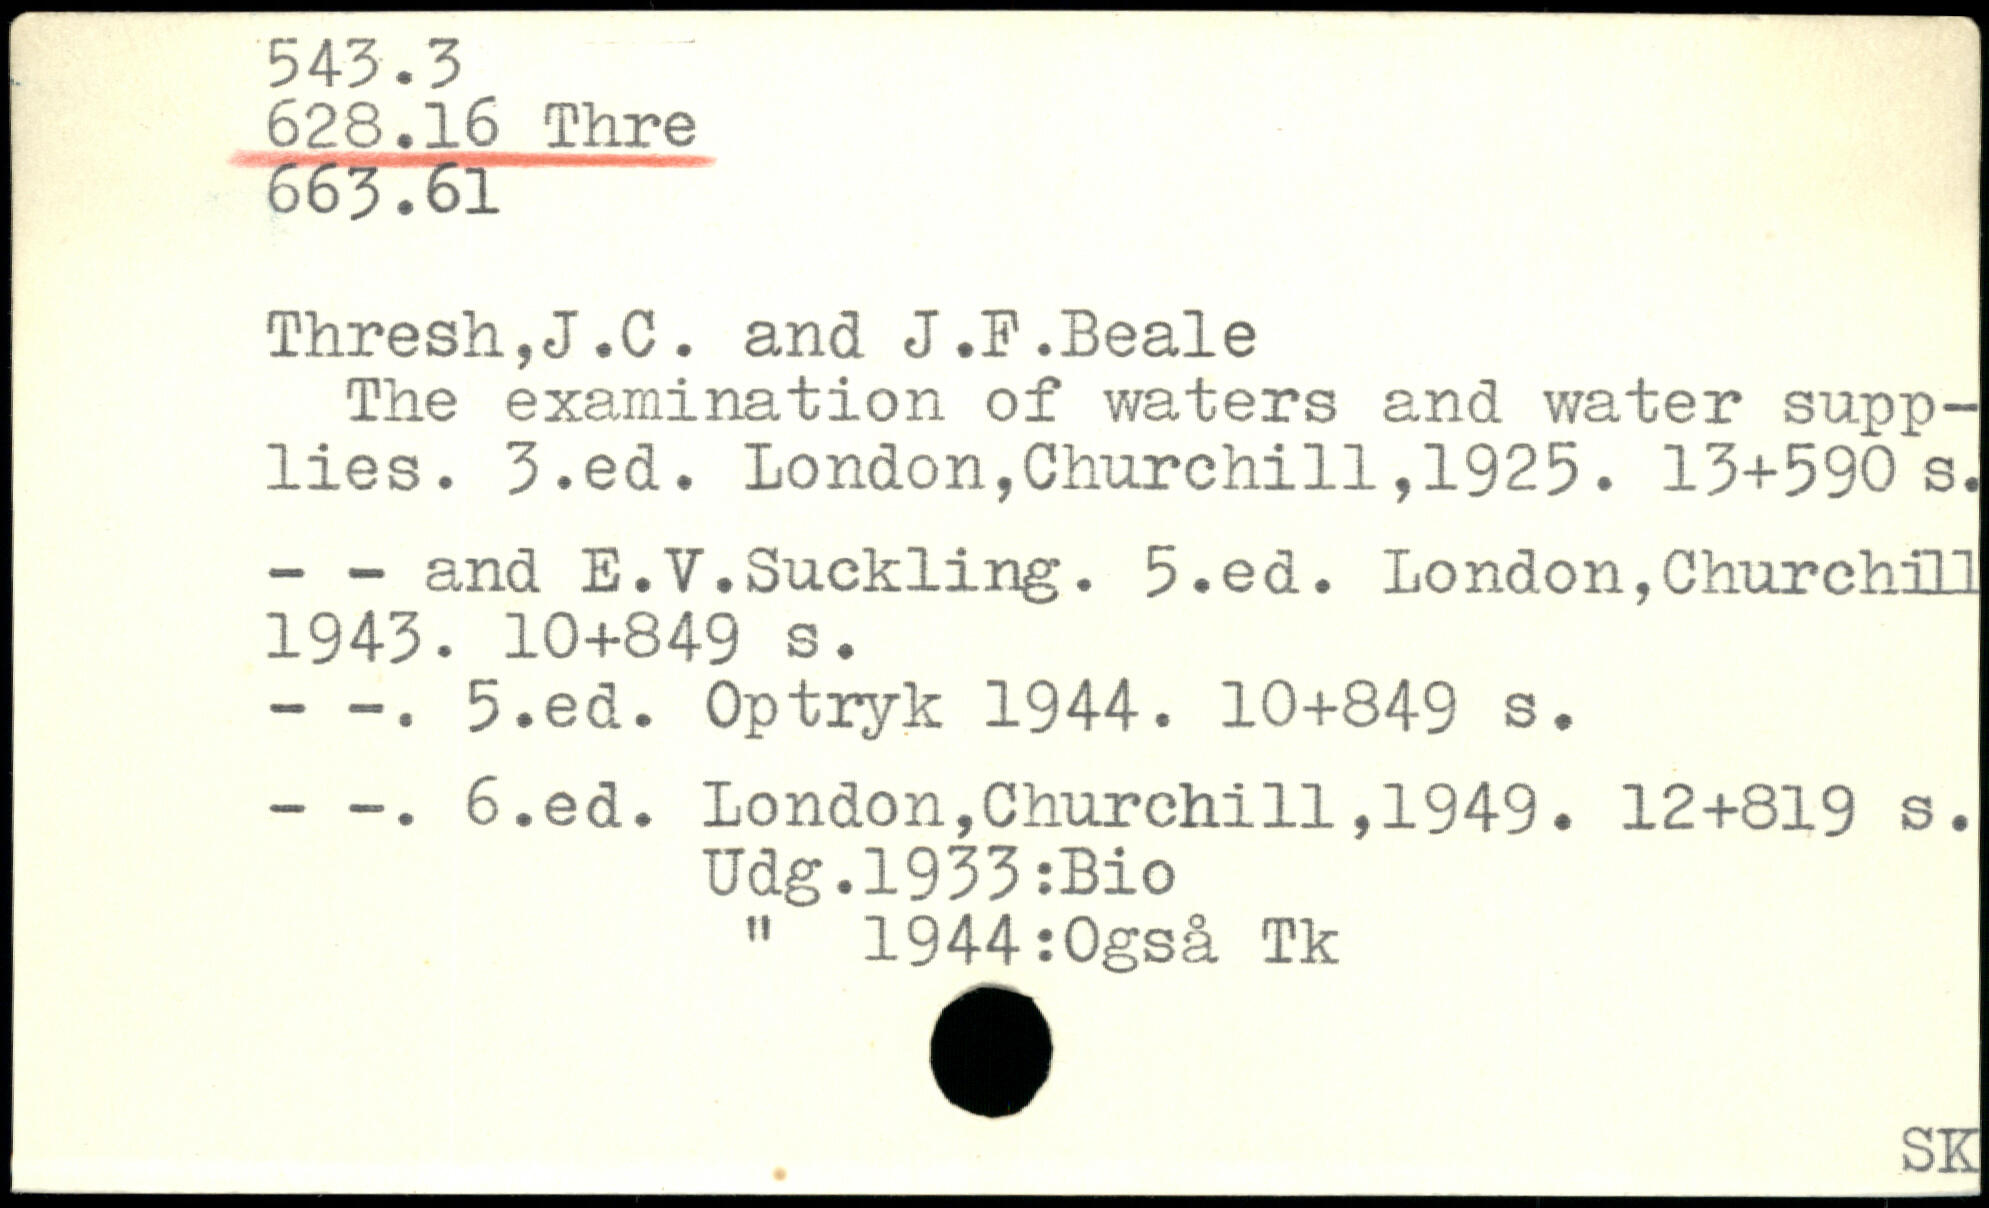 543.3
628.16 Thre
663.61
Thresh,J.C. and J.F.Beale
The examination of waters and water supp-
lies. 3.ed. London,Churchill,1925. 13+590 s.
- - and E.V.Suckling. 5.ed. London,Churchill
1943. 10+849 s.
- -. 5.ed. Optryk 1944. 10+849 s.
- -. 6.ed. London,Churchill,1949. 12+819 s.
Udg.1933:Bio
" 1944:Også Tk
SK